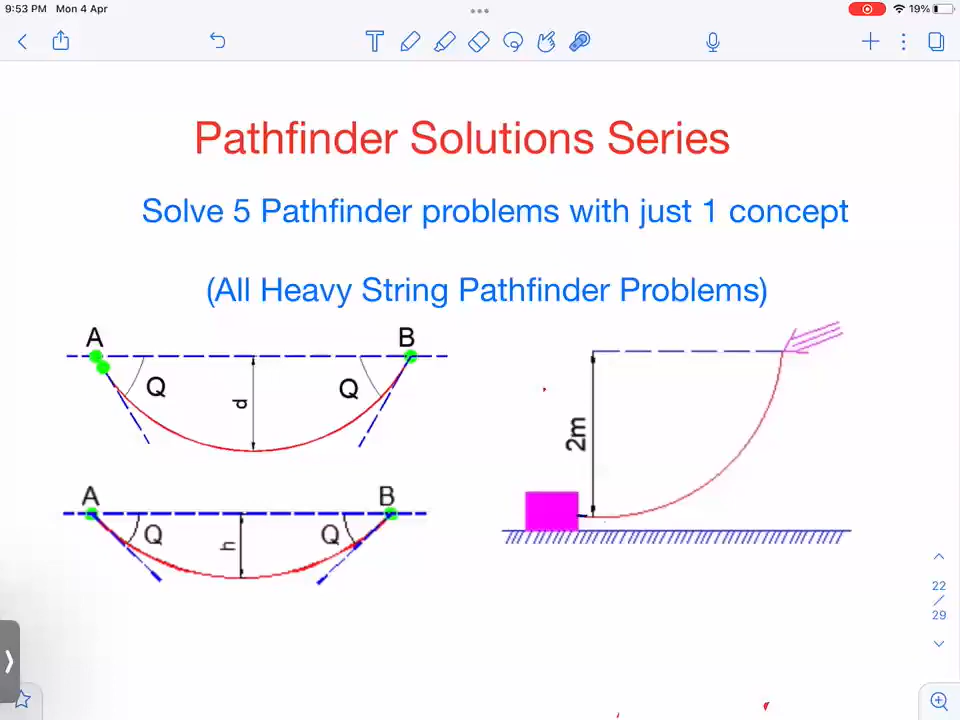 9:53 PM Mon 4 Apr
19%
T
Pathfinder Solutions Series
Solve 5 Pathfinder problems with just 1 concept
(All Heavy String Pathfinder Problems)
A B
Q Q
d
2m
A B
Q Q
h
22
/
29